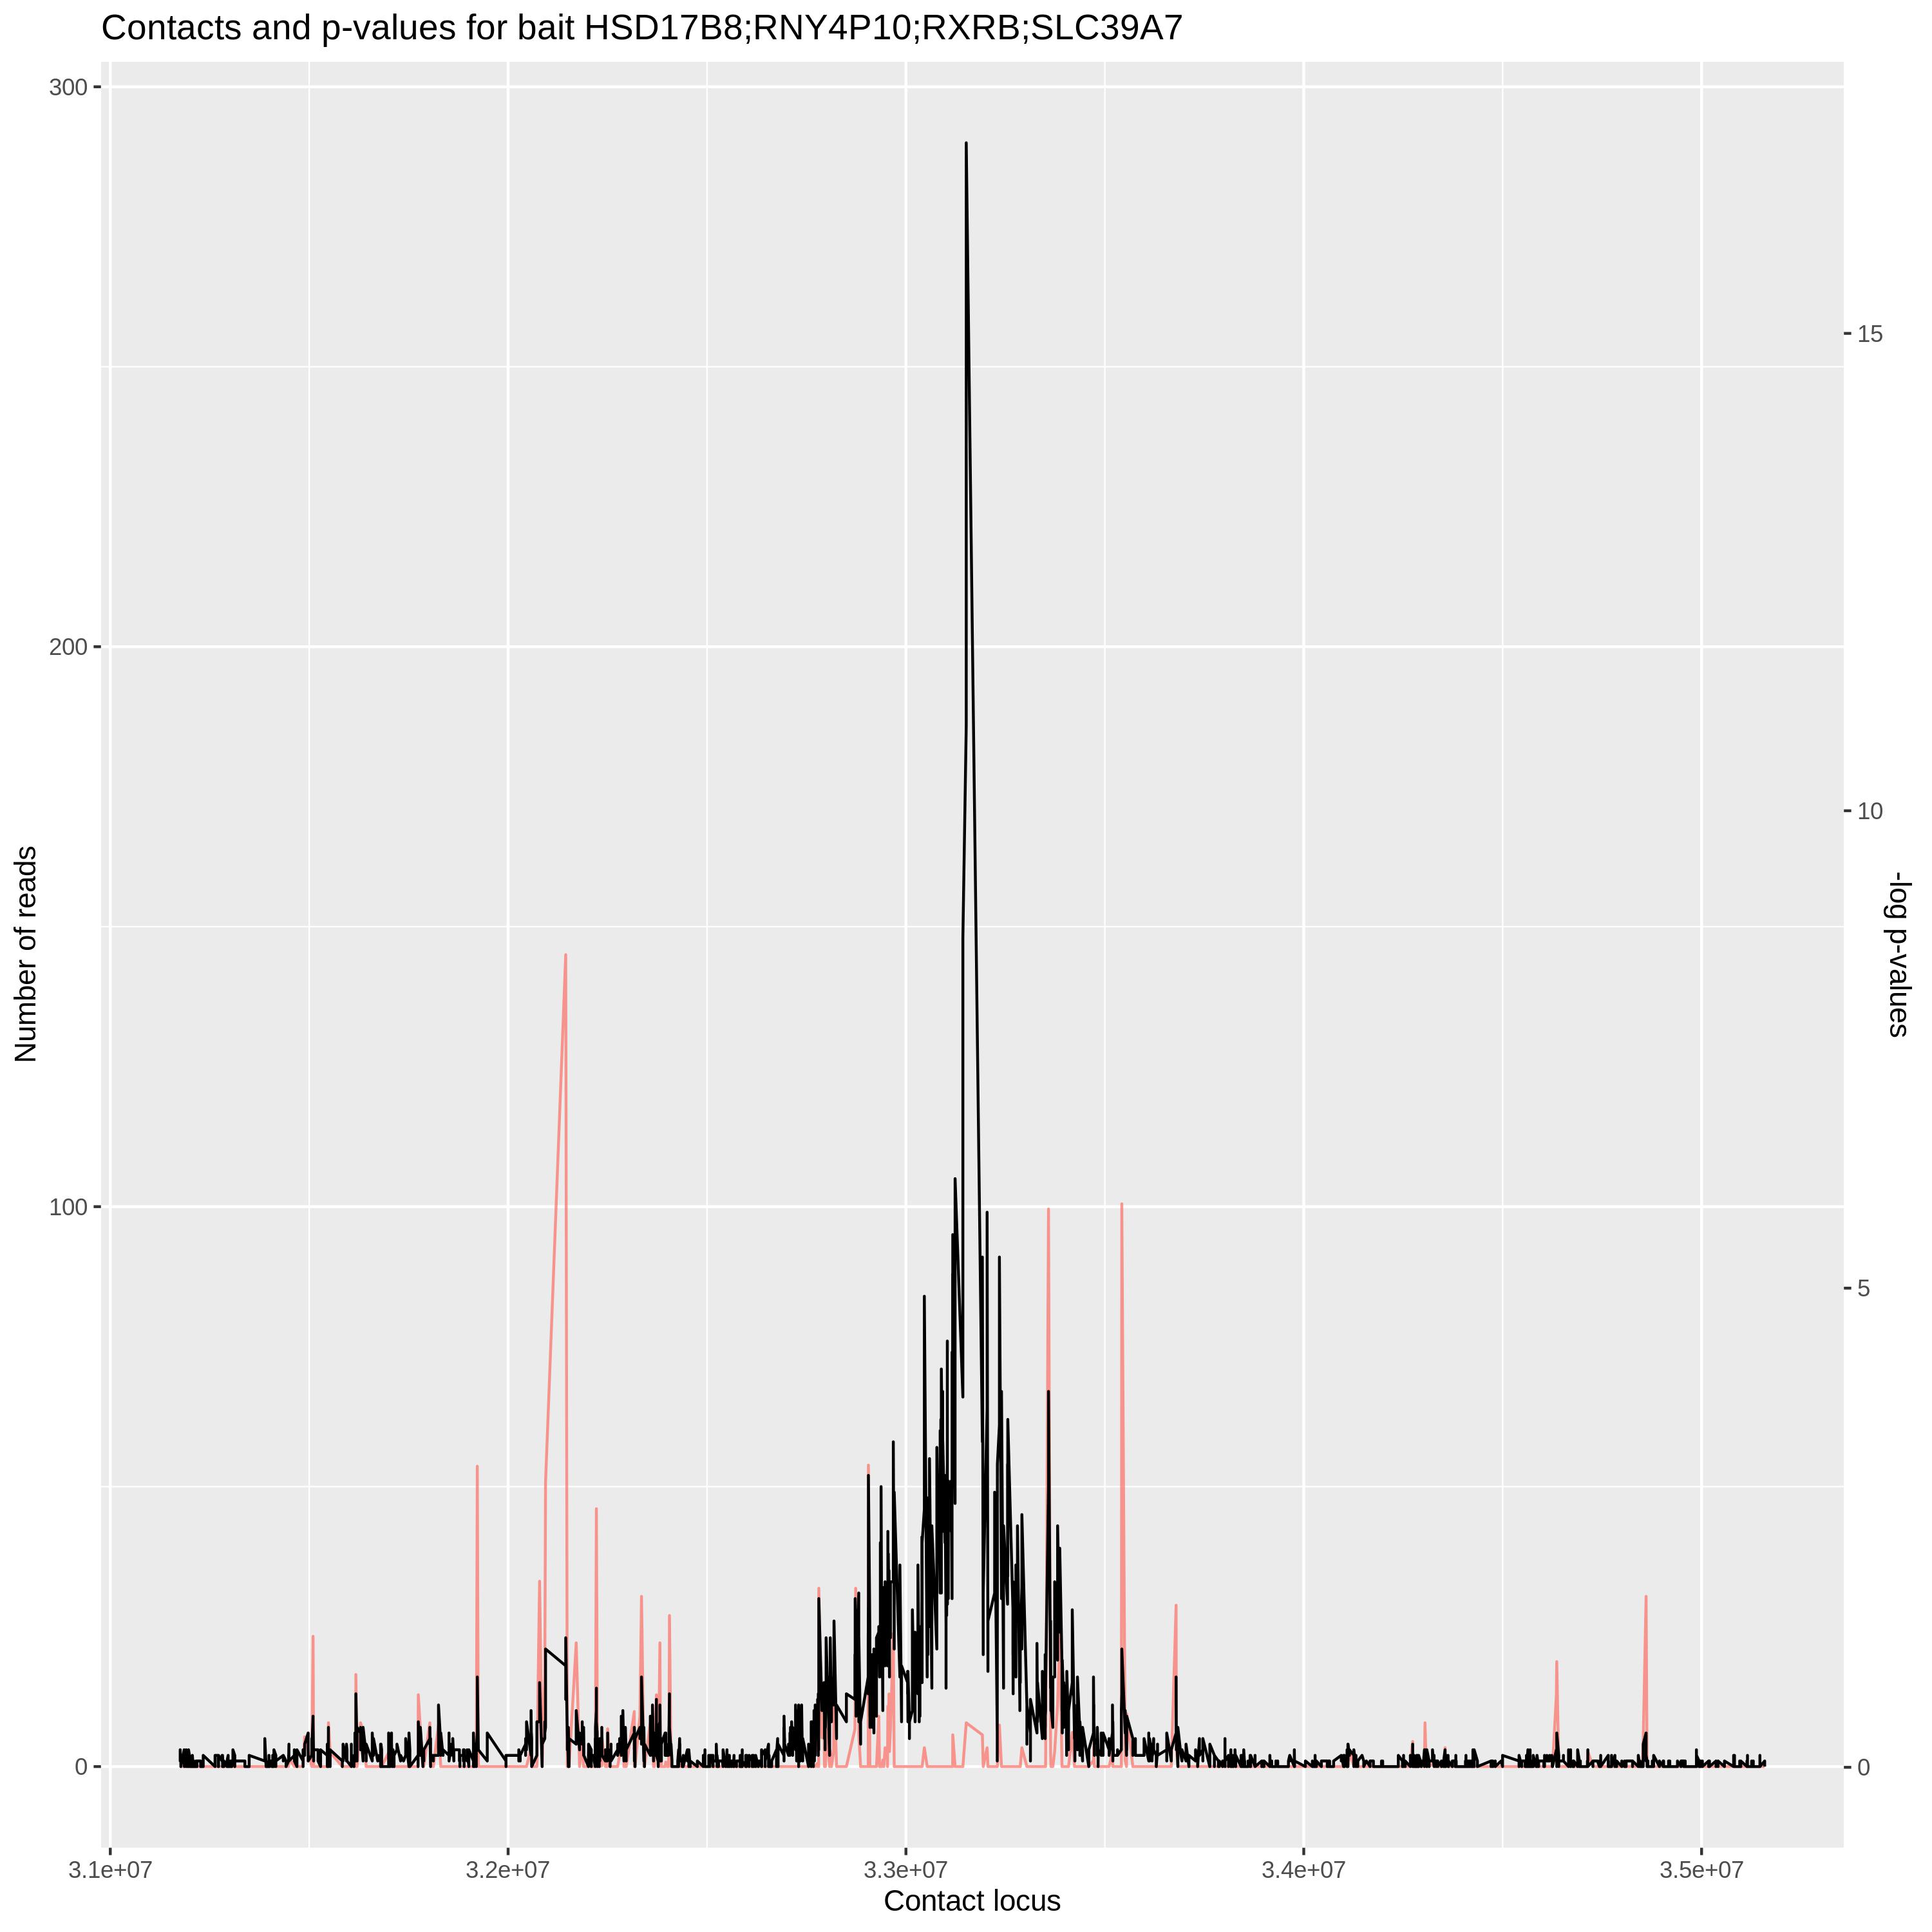 Contacts and p-values for bait HSD17B8;RNY4P10;RXRB;SLC39A7
300
200
100
0
Number of reads
15
10
5
0
-log p-values
3.1e+07 3.2e+07 3.3e+07 3.4e+07 3.5e+07
Contact locus